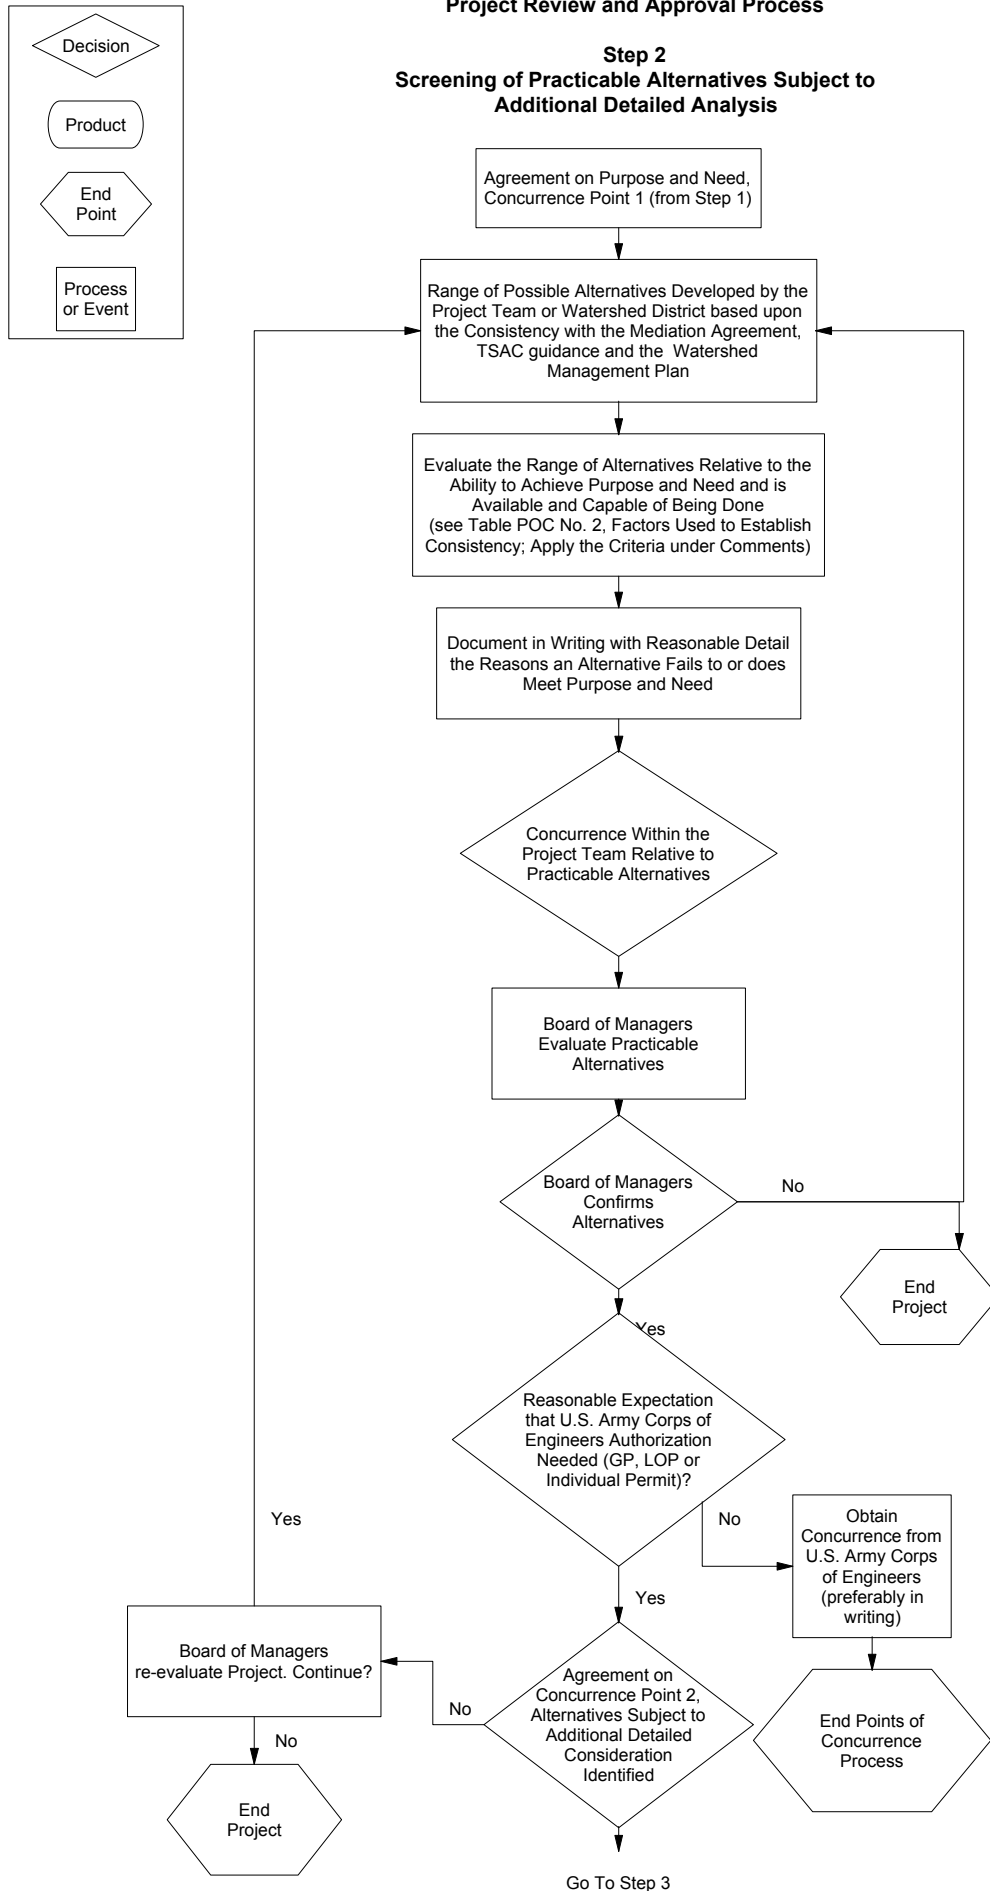 Project Review and Approval Process
Step 2
Screening of Practicable Alternatives Subject to
Additional Detailed Analysis
Decision
Product
End
Point
Process
or Event
Agreement on Purpose and Need,
Concurrence Point 1 (from Step 1)
Range of Possible Alternatives Developed by the
Project Team or Watershed District based upon
the Consistency with the Mediation Agreement,
TSAC guidance and the Watershed
Management Plan
Evaluate the Range of Alternatives Relative to the
Ability to Achieve Purpose and Need and is
Available and Capable of Being Done
(see Table POC No. 2, Factors Used to Establish
Consistency; Apply the Criteria under Comments)
Document in Writing with Reasonable Detail
the Reasons an Alternative Fails to or does
Meet Purpose and Need
Concurrence Within the
Project Team Relative to
Practicable Alternatives
Board of Managers
Evaluate Practicable
Alternatives
Board of Managers
Confirms
Alternatives
No
End
Project
Yes
Reasonable Expectation
that U.S. Army Corps of
Engineers Authorization
Needed (GP, LOP or
Individual Permit)?
No
Obtain
Concurrence from
U.S. Army Corps
of Engineers
(preferably in
writing)
End Points of
Concurrence
Process
Yes
Agreement on
Concurrence Point 2,
Alternatives Subject to
Additional Detailed
Consideration
Identified
No
Board of Managers
re-evaluate Project. Continue?
Yes
No
End
Project
Go To Step 3